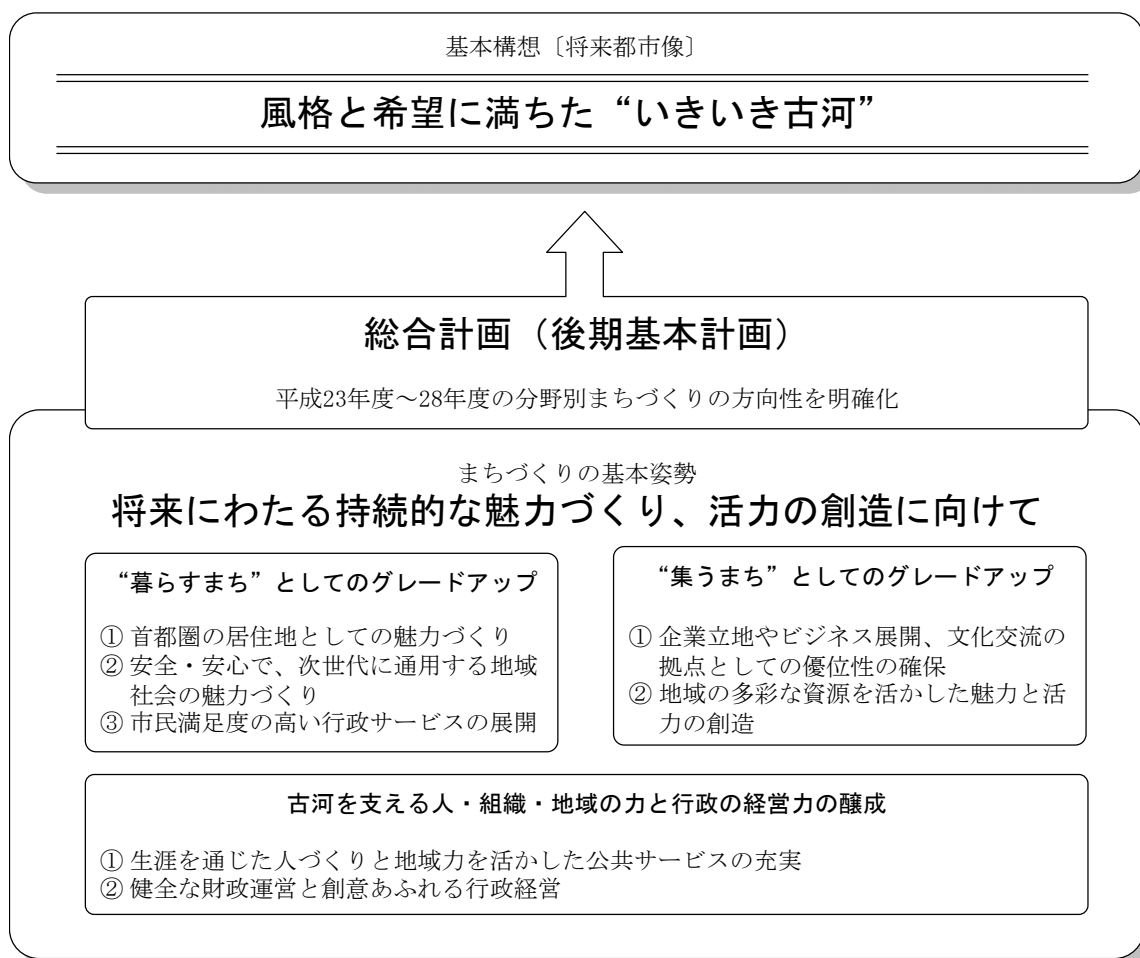 基本構想〔将来都市像〕
風格と希望に満ちた“いきいき古河”
総合計画（後期基本計画）
平成23年度～28年度の分野別まちづくりの方向性を明確化
まちづくりの基本姿勢
将来にわたる持続的な魅力づくり、活力の創造に向けて
“暮らすまち”としてのグレードアップ
① 首都圏の居住地としての魅力づくり
② 安全・安心で、次世代に通用する地域
社会の魅力づくり
③ 市民満足度の高い行政サービスの展開
“集うまち”としてのグレードアップ
① 企業立地やビジネス展開、文化交流の
拠点としての優位性の確保
② 地域の多彩な資源を活かした魅力と活
力の創造
古河を支える人・組織・地域の力と行政の経営力の醸成
① 生涯を通じた人づくりと地域力を活かした公共サービスの充実
② 健全な財政運営と創意あふれる行政経営